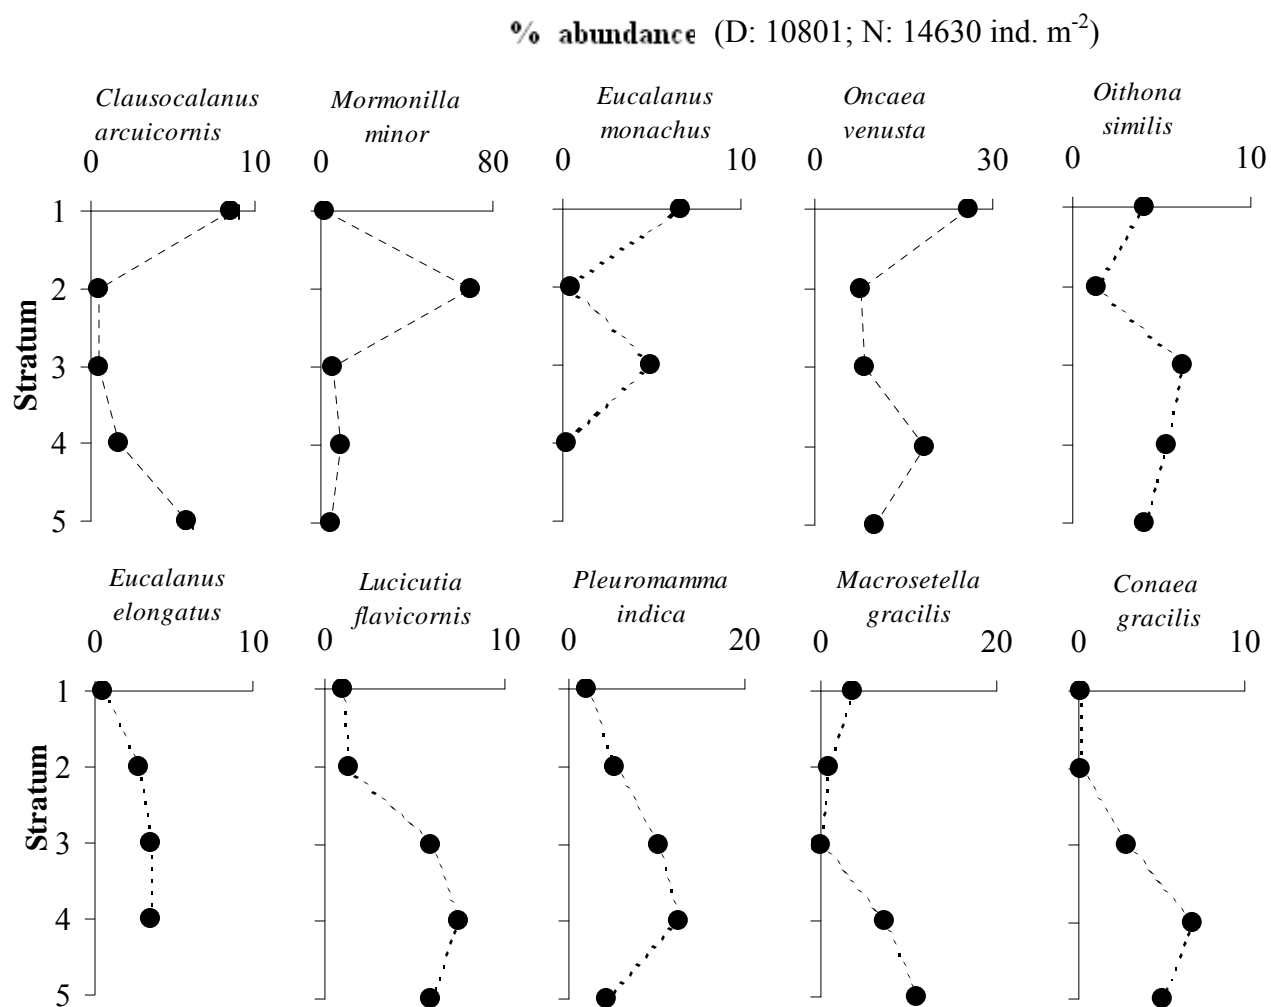 % abundance (D: 10801; N: 14630 ind. m-2)
Clausocalanus arcuicornis
Mormonilla minor
Eucalanus monachus
Oncaea venusta
Oithona similis
0 10 0 80 0 10 0 30 0 10
1
2
3
4
5
Stratum
Eucalanus elongatus
Lucicutia flavicornis
Pleuromamma indica
Macrosetella gracilis
Conaea gracilis
0 10 0 10 0 20 0 20 0 10
1
2
3
4
5
Stratum